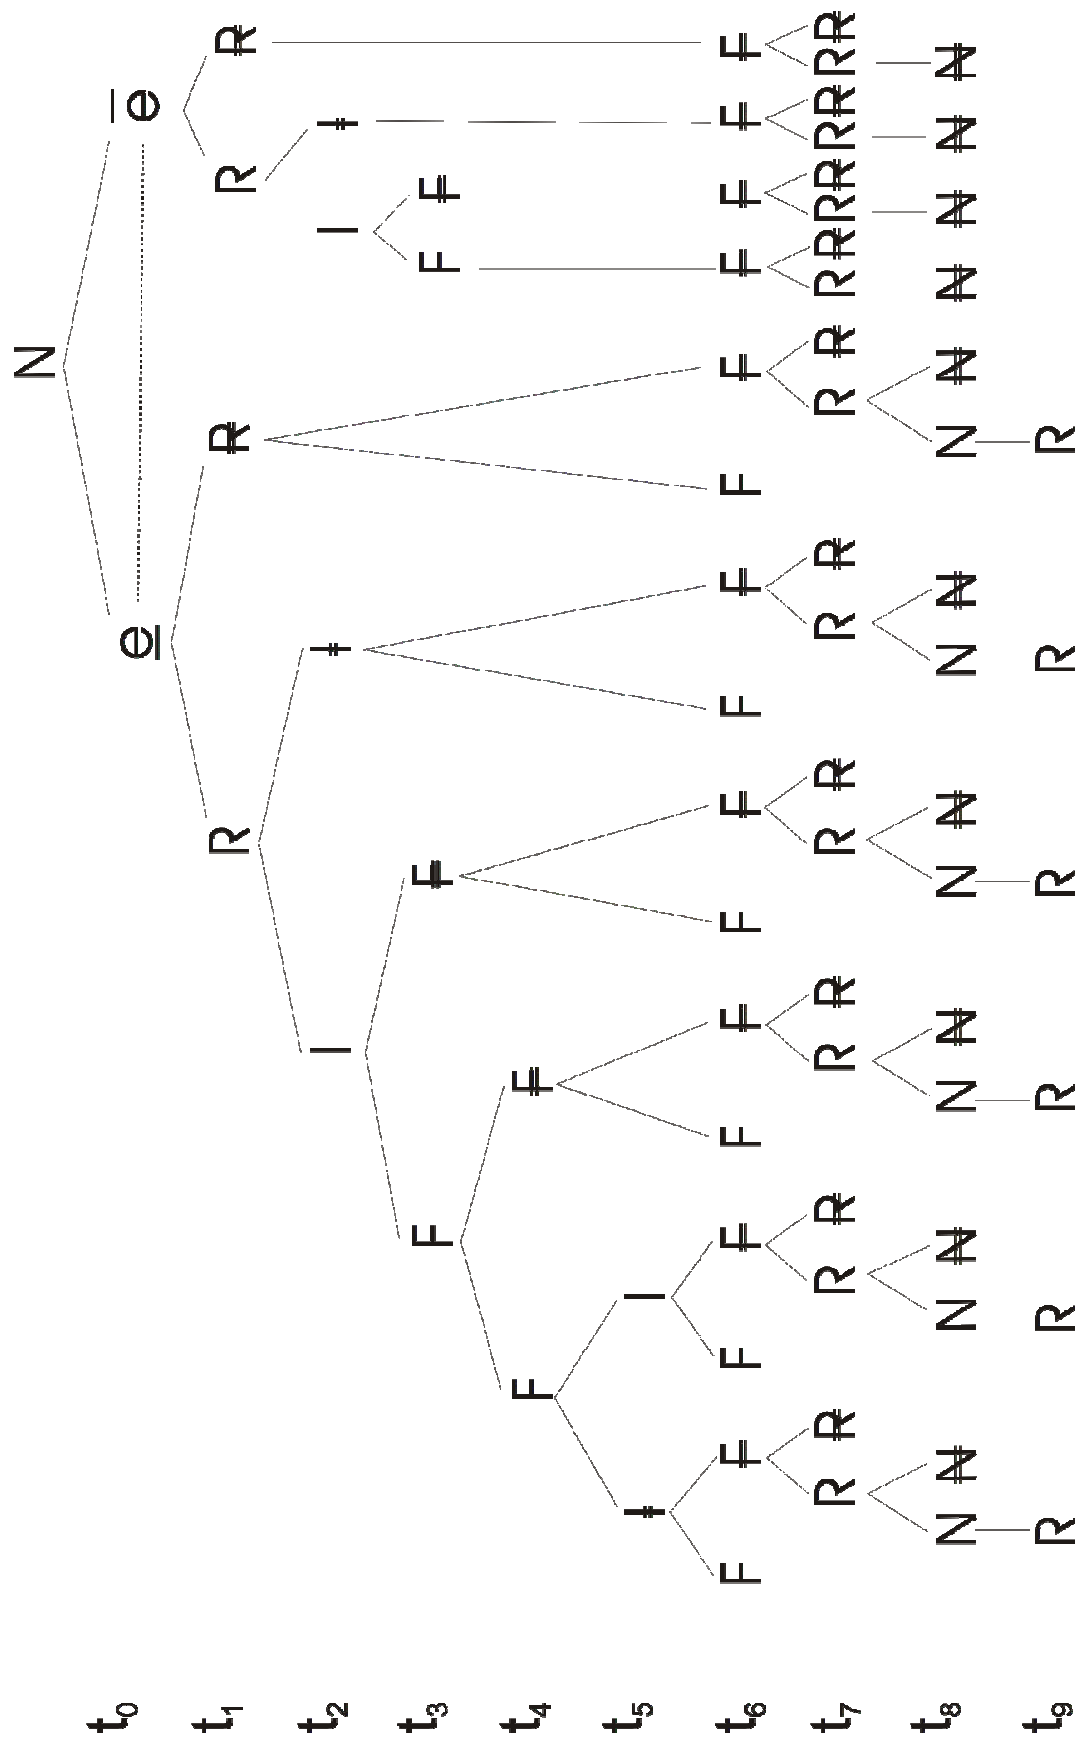 N
t₀ e̲ e̅
t₁ R R̶ R R̶
t₂ I I̶ I I̶
t₃ F F̶ F F̶
t₄ F F̶
t₅ I̶ I
t₆ F F̶ F F̶ F F̶ F F̶ F F̶ F F̶ F̶ F̶ F̶ F̶
t₇ R R̶ R R̶ R R̶ R R̶ R R̶ R R̶ R R̶ R R̶ R R̶ R R̶
t₈ N N̶ N N̶ N N̶ N N̶ N N̶ N N̶ N̶ N̶ N̶ N̶
t₉ R R R R R R